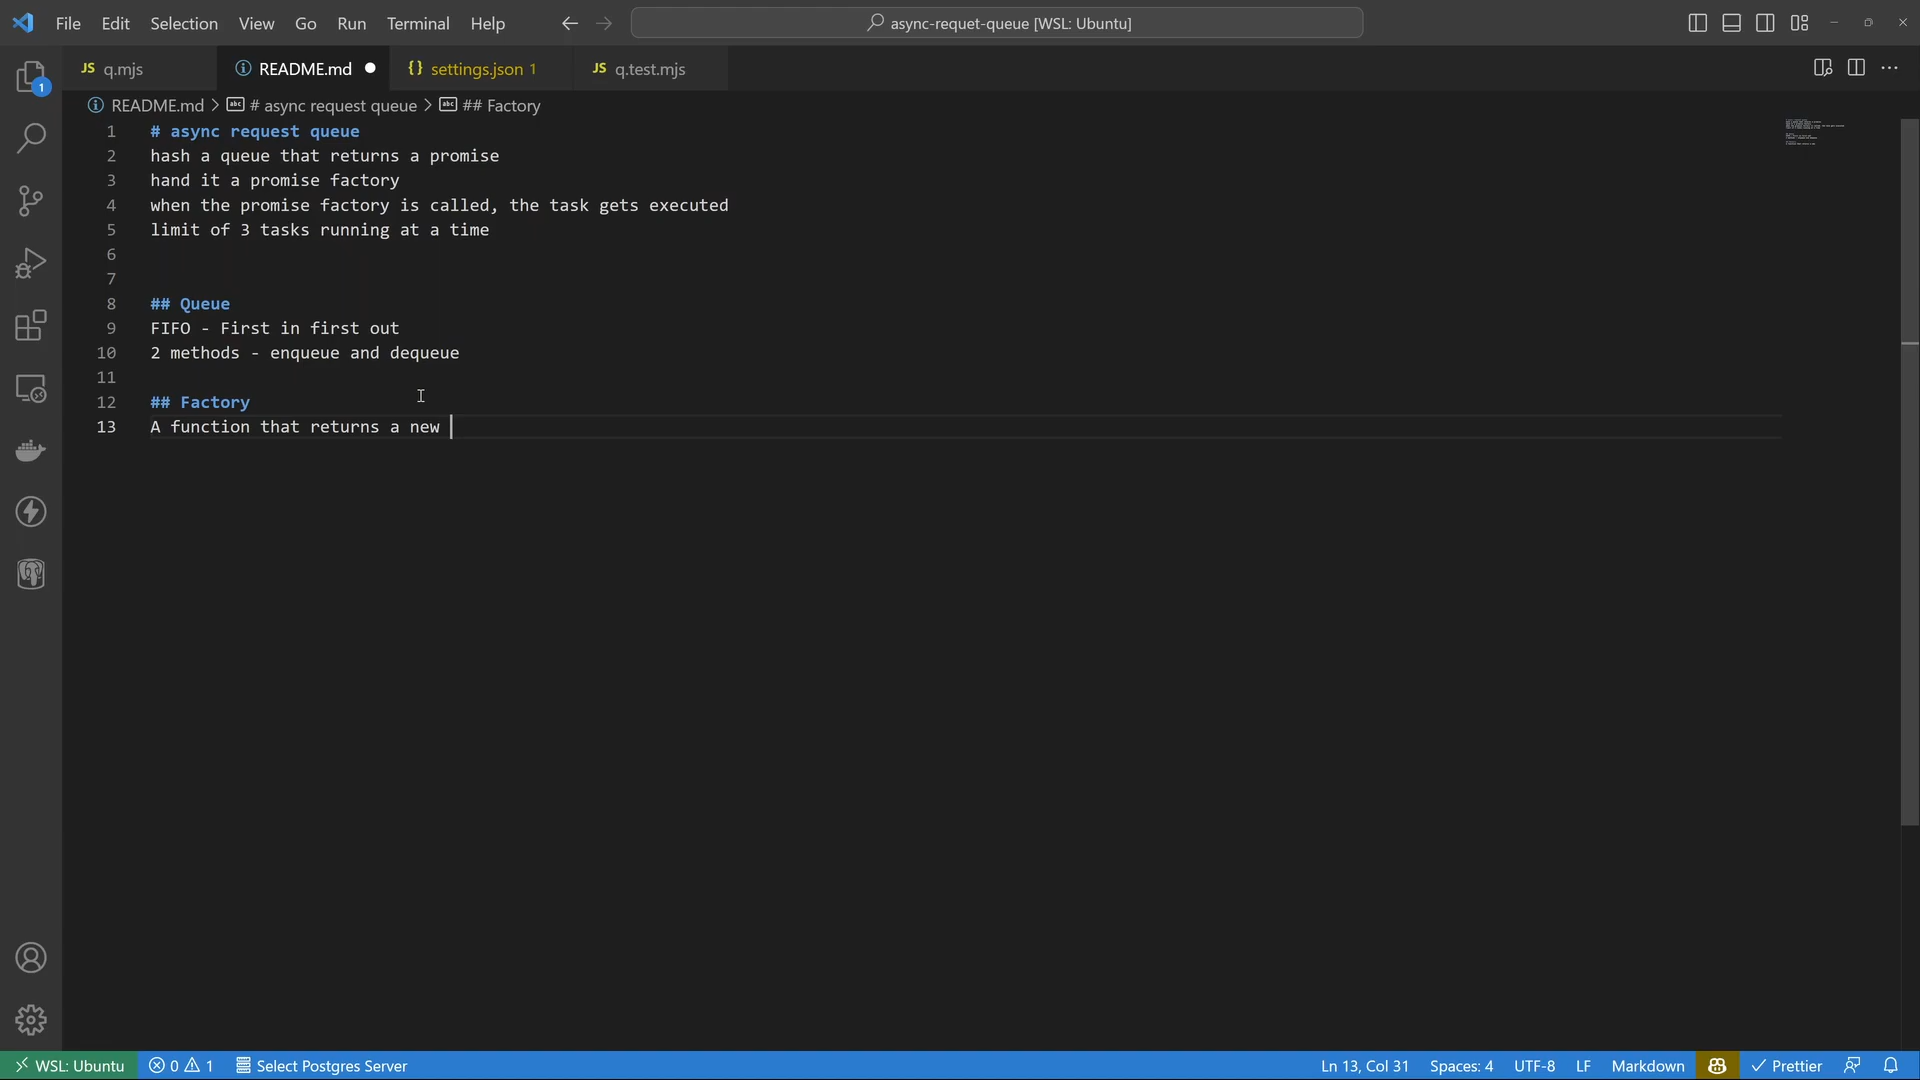 File Edit Selection View Go Run Terminal Help async-requet-queue [WSL: Ubuntu]
JS q.mjs README.md {} settings.json 1 JS q.test.mjs
README.md > # async request queue > ## Factory
1 # async request queue
2 hash a queue that returns a promise
3 hand it a promise factory
4 when the promise factory is called, the task gets executed
5 limit of 3 tasks running at a time
6
7
8 ## Queue
9 FIFO - First in first out
10 2 methods - enqueue and dequeue
11
12 ## Factory
13 A function that returns a new
1
WSL: Ubuntu 0 1 Select Postgres Server Ln 13, Col 31 Spaces: 4 UTF-8 LF Markdown Prettier